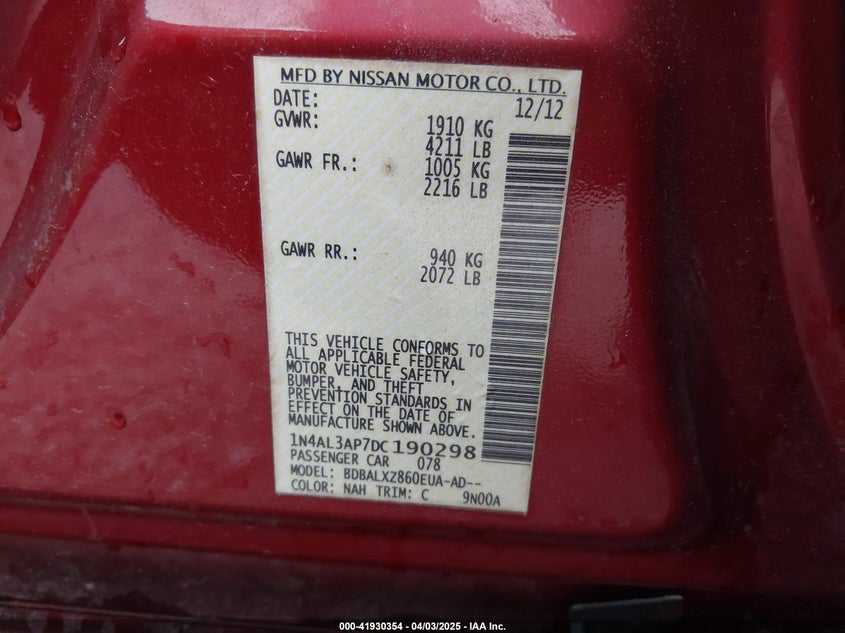 MFD BY NISSAN MOTOR CO., LTD.
DATE: 12/12
GVWR: 1910 KG
4211 LB
GAWR FR.: 1005 KG
2216 LB
GAWR RR.: 940 KG
2072 LB
THIS VEHICLE CONFORMS TO
ALL APPLICABLE FEDERAL
MOTOR VEHICLE SAFETY,
BUMPER, AND THEFT
PREVENTION STANDARDS IN
EFFECT ON THE DATE OF
MANUFACTURE SHOWN ABOVE.
1N4AL3AP7DC190298
PASSENGER CAR 078
MODEL: BDBALXZ860EUA-AD--
COLOR: NAH TRIM: C 9N00A
000-41930354 - 04/03/2025 - IAA Inc.